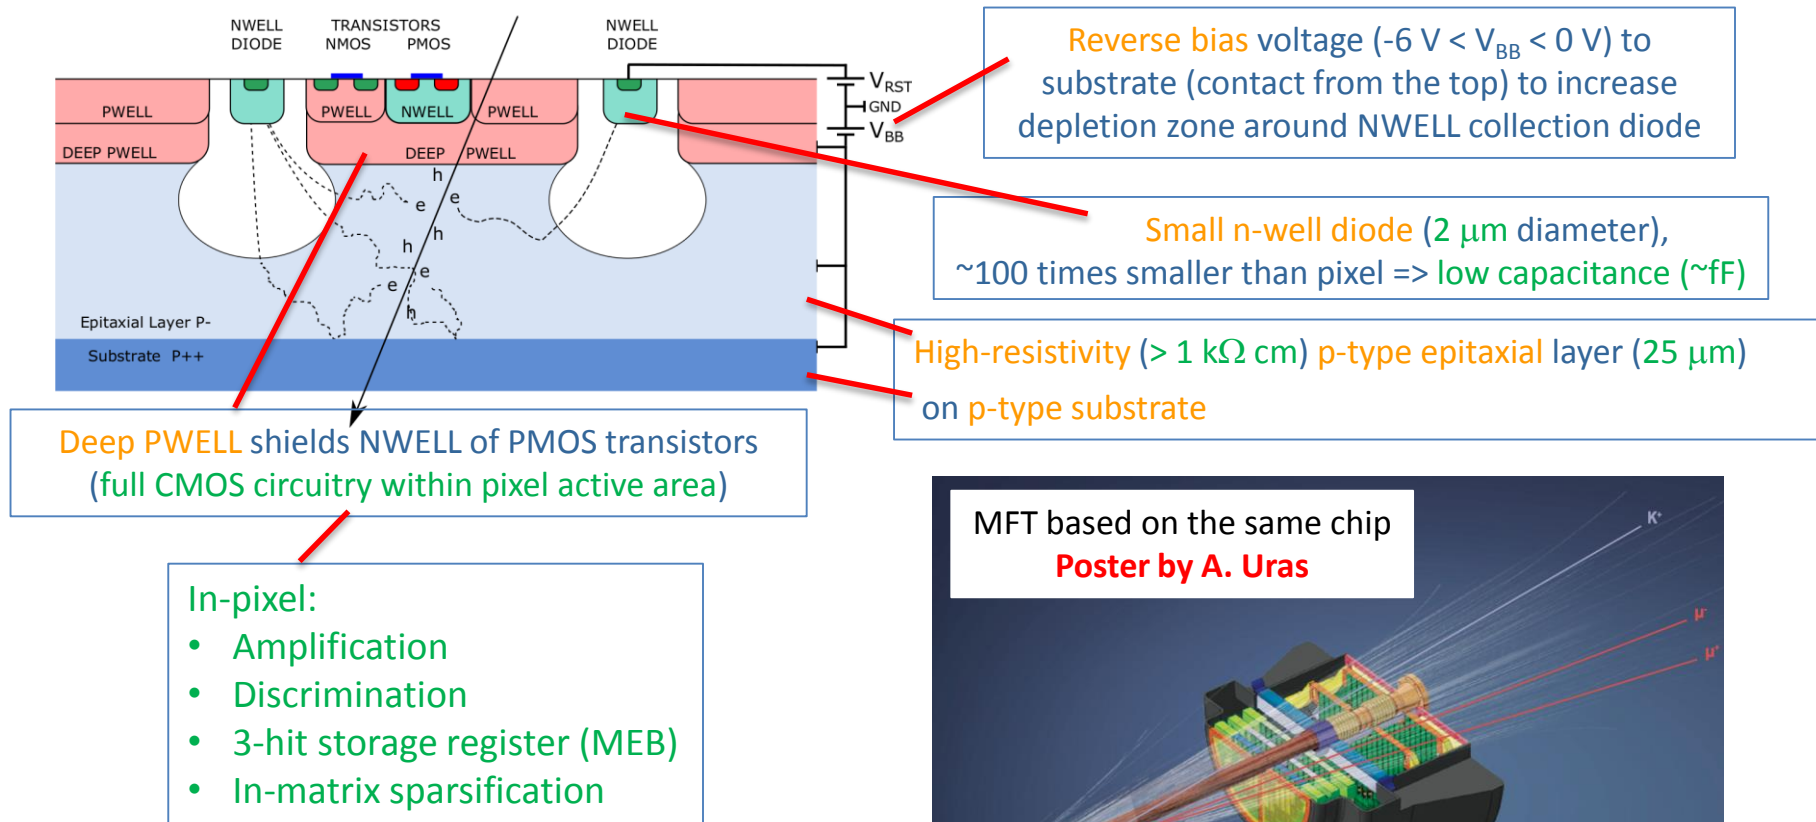 NWELL
DIODE
TRANSISTORS
NMOS PMOS
NWELL
DIODE
PWELL
PWELL
NWELL
PWELL
DEEP PWELL
DEEP PWELL
V_RST
GND
V_BB
h
e
e
h
h
e
e
h
Epitaxial Layer P-
Substrate P++
Reverse bias voltage (-6 V < V_BB < 0 V) to
substrate (contact from the top) to increase
depletion zone around NWELL collection diode
Small n-well diode (2 μm diameter),
~100 times smaller than pixel => low capacitance (~fF)
High-resistivity (> 1 kΩ cm) p-type epitaxial layer (25 μm)
on p-type substrate
Deep PWELL shields NWELL of PMOS transistors
(full CMOS circuitry within pixel active area)
In-pixel:
• Amplification
• Discrimination
• 3-hit storage register (MEB)
• In-matrix sparsification
MFT based on the same chip
Poster by A. Uras
K⁺
μ⁻
μ⁺